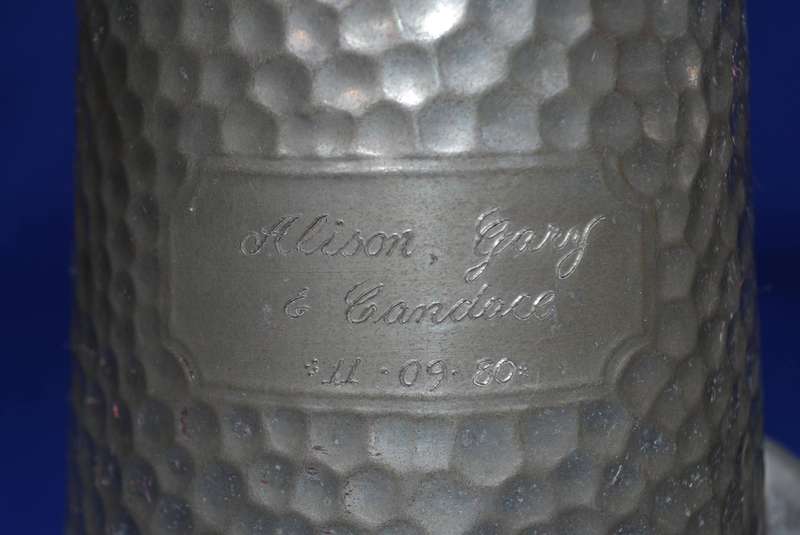 Alison, Gary
& Candace
11 · 09 · 80